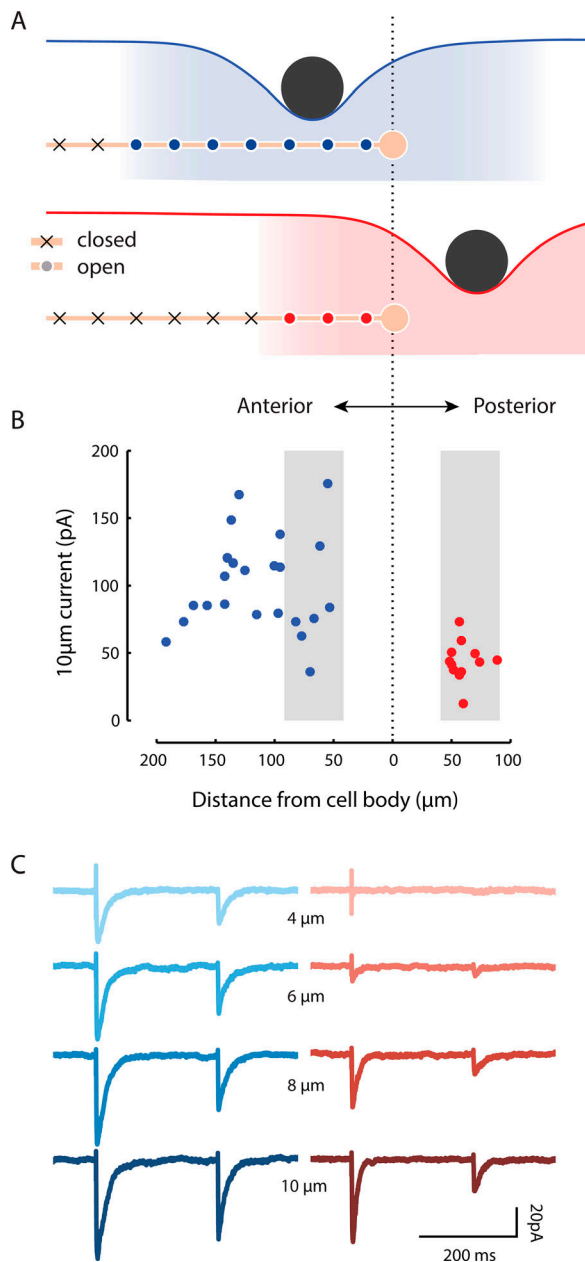 A
closed
open
Anterior
Posterior
B
200
150
100
50
0
10μm current (pA)
200
150
100
50
0
50
100
Distance from cell body (μm)
C
4 μm
6 μm
8 μm
10 μm
20pA
200 ms